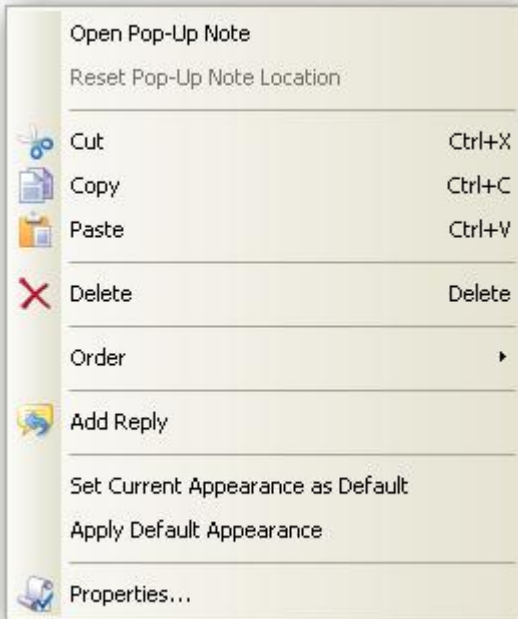 Open Pop-Up Note
Reset Pop-Up Note Location
Cut Ctrl+X
Copy Ctrl+C
Paste Ctrl+V
Delete Delete
Order
Add Reply
Set Current Appearance as Default
Apply Default Appearance
Properties...